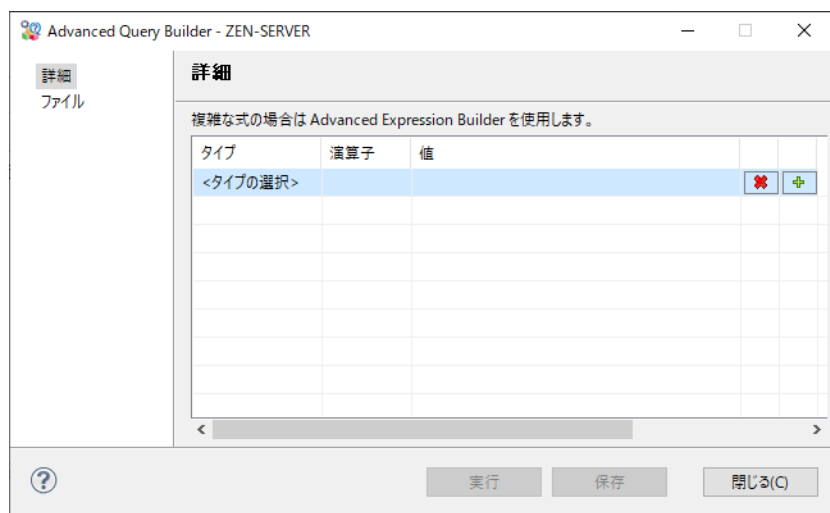 Advanced Query Builder - ZEN-SERVER
詳細
ファイル
詳細
複雑な式の場合は Advanced Expression Builder を使用します。
タイプ 演算子 値
<タイプの選択>
実行 保存 閉じる(C)